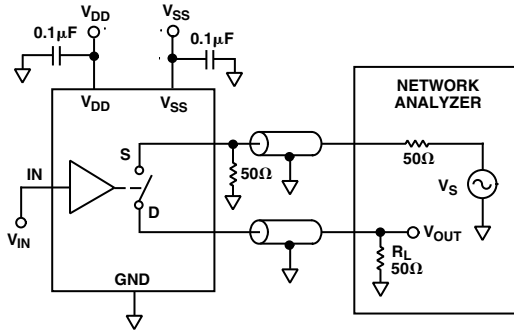 VDD
VSS
0.1µF
0.1µF
VDD
VSS
NETWORK
ANALYZER
S
50Ω
50Ω
VS
IN
D
VIN
VOUT
RL
50Ω
GND